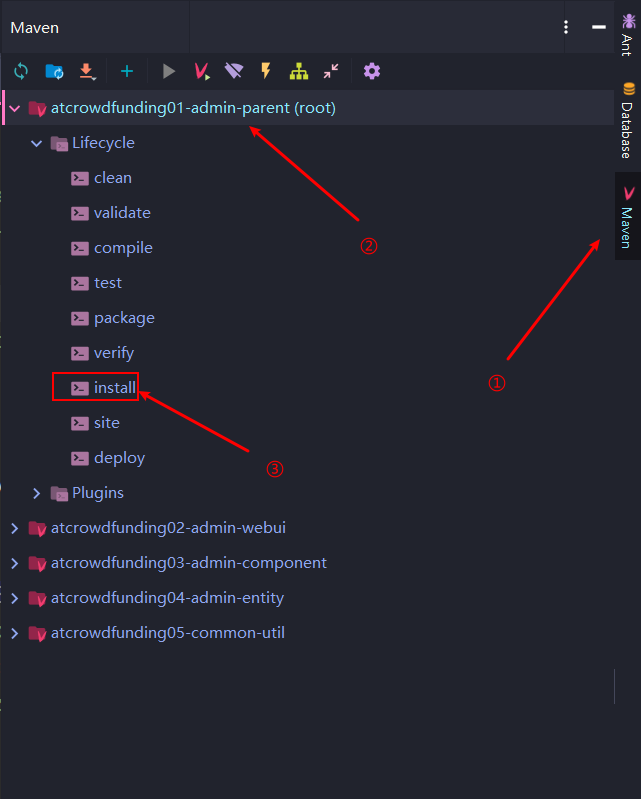 Maven
Ant
Database
Maven
atcrowdfunding01-admin-parent (root)
Lifecycle
clean
validate
②
compile
test
package
verify
①
install
site
③
deploy
Plugins
atcrowdfunding02-admin-webui
atcrowdfunding03-admin-component
atcrowdfunding04-admin-entity
atcrowdfunding05-common-util